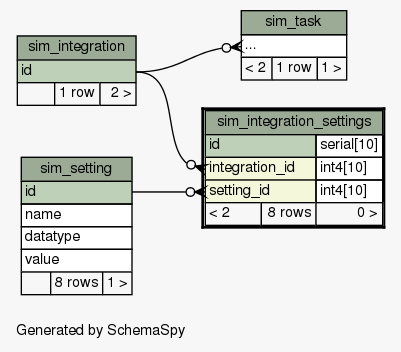 sim_task
...
< 2 1 row 1 >
sim_integration
id
1 row 2 >
sim_integration_settings
id serial[10]
integration_id int4[10]
setting_id int4[10]
< 2 8 rows 0 >
sim_setting
id
name
datatype
value
8 rows 1 >
Generated by SchemaSpy